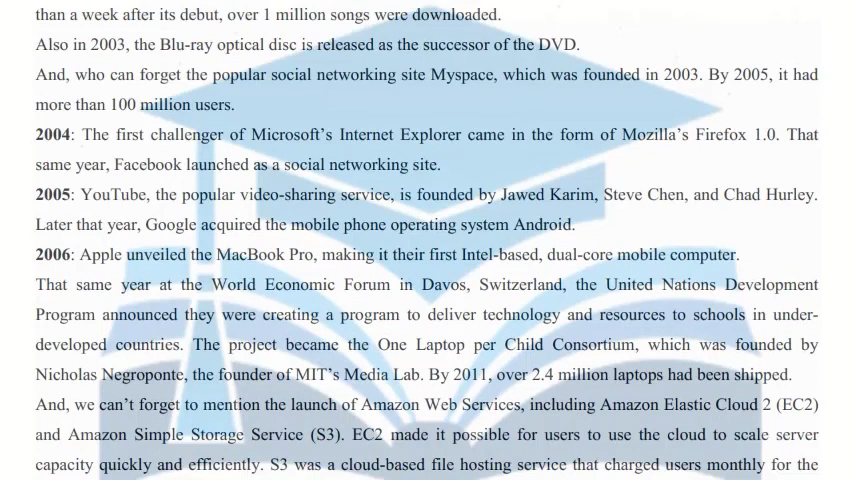 than a week after its debut, over 1 million songs were downloaded.
Also in 2003, the Blu-ray optical disc is released as the successor of the DVD.
And, who can forget the popular social networking site Myspace, which was founded in 2003. By 2005, it had
more than 100 million users.
2004: The first challenger of Microsoft’s Internet Explorer came in the form of Mozilla’s Firefox 1.0. That
same year, Facebook launched as a social networking site.
2005: YouTube, the popular video-sharing service, is founded by Jawed Karim, Steve Chen, and Chad Hurley.
Later that year, Google acquired the mobile phone operating system Android.
2006: Apple unveiled the MacBook Pro, making it their first Intel-based, dual-core mobile computer.
That same year at the World Economic Forum in Davos, Switzerland, the United Nations Development
Program announced they were creating a program to deliver technology and resources to schools in under-
developed countries. The project became the One Laptop per Child Consortium, which was founded by
Nicholas Negroponte, the founder of MIT’s Media Lab. By 2011, over 2.4 million laptops had been shipped.
And, we can’t forget to mention the launch of Amazon Web Services, including Amazon Elastic Cloud 2 (EC2)
and Amazon Simple Storage Service (S3). EC2 made it possible for users to use the cloud to scale server
capacity quickly and efficiently. S3 was a cloud-based file hosting service that charged users monthly for the